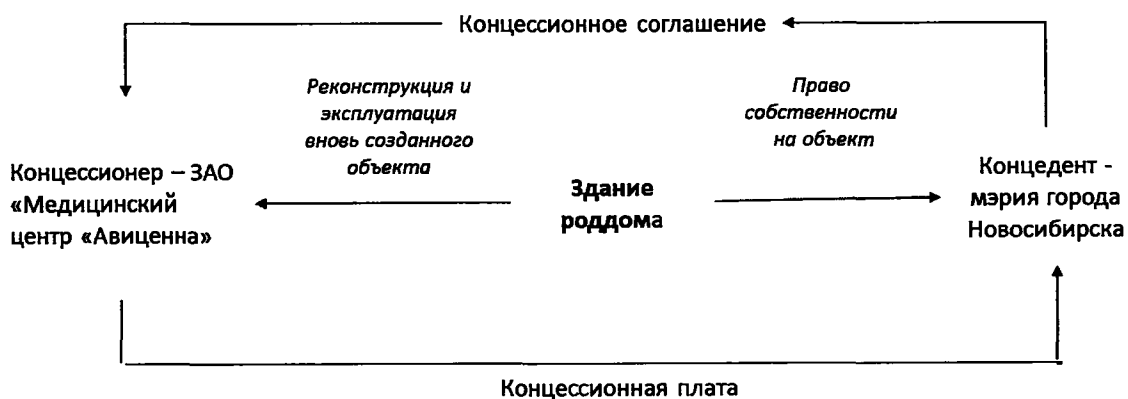 Концессионное соглашение
Реконструкция и
эксплуатация
вновь созданного
объекта
Право
собственности
на объект
Концессионер – ЗАО
«Медицинский
центр «Авиценна»
Здание
роддома
Концедент -
мэрия города
Новосибирска
Концессионная плата